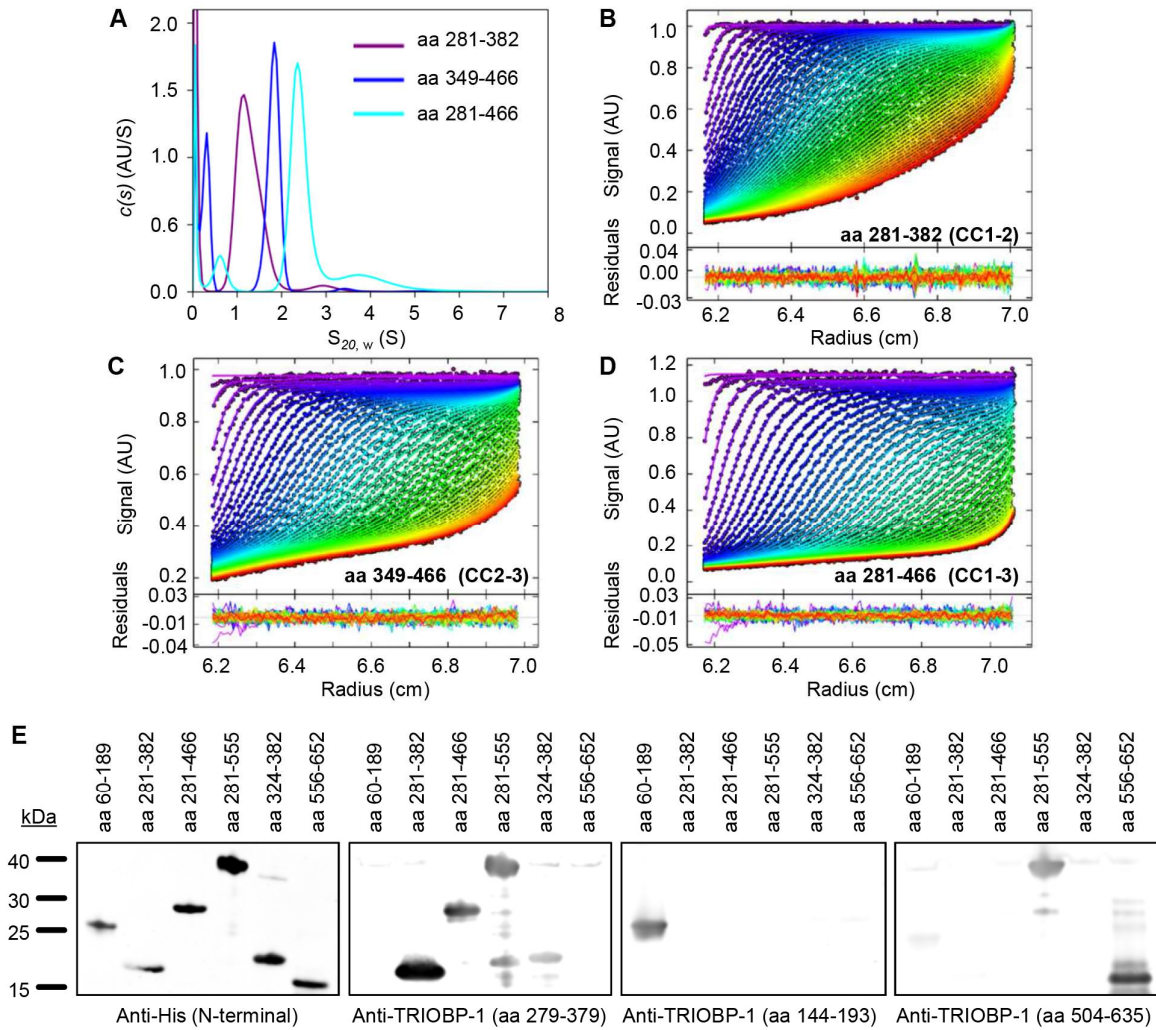 A
2.0
1.0
0.6
0.0
c(s) (AU/S)
0 1 2 3 4 5 6 7 8
S20, w (S)
aa 281-382
aa 349-466
aa 281-466
B
1.0
0.8
0.6
0.4
0.2
0.0
Signal (AU)
aa 281-382 (CC1-2)
0.04
0.00
-0.03
Residuals
6.2 6.4 6.6 6.8 7.0
Radius (cm)
C
1.0
0.8
0.6
0.4
0.2
Signal (AU)
aa 349-466 (CC2-3)
0.03
-0.01
-0.04
Residuals
6.2 6.4 6.6 6.8 7.0
Radius (cm)
D
1.2
1.0
0.8
0.6
0.4
0.2
0.0
Signal (AU)
aa 281-466 (CC1-3)
0.03
-0.01
-0.05
Residuals
6.2 6.4 6.6 6.8 7.0
Radius (cm)
E
kDa
40
30
25
15
aa 60-189
aa 281-382
aa 281-466
aa 281-555
aa 324-382
aa 556-652
Anti-His (N-terminal)
aa 60-189
aa 281-382
aa 281-466
aa 281-555
aa 324-382
aa 556-652
Anti-TRIOBP-1 (aa 279-379)
aa 60-189
aa 281-382
aa 281-466
aa 281-555
aa 324-382
aa 556-652
Anti-TRIOBP-1 (aa 144-193)
aa 60-189
aa 281-382
aa 281-466
aa 281-555
aa 324-382
aa 556-652
Anti-TRIOBP-1 (aa 504-635)